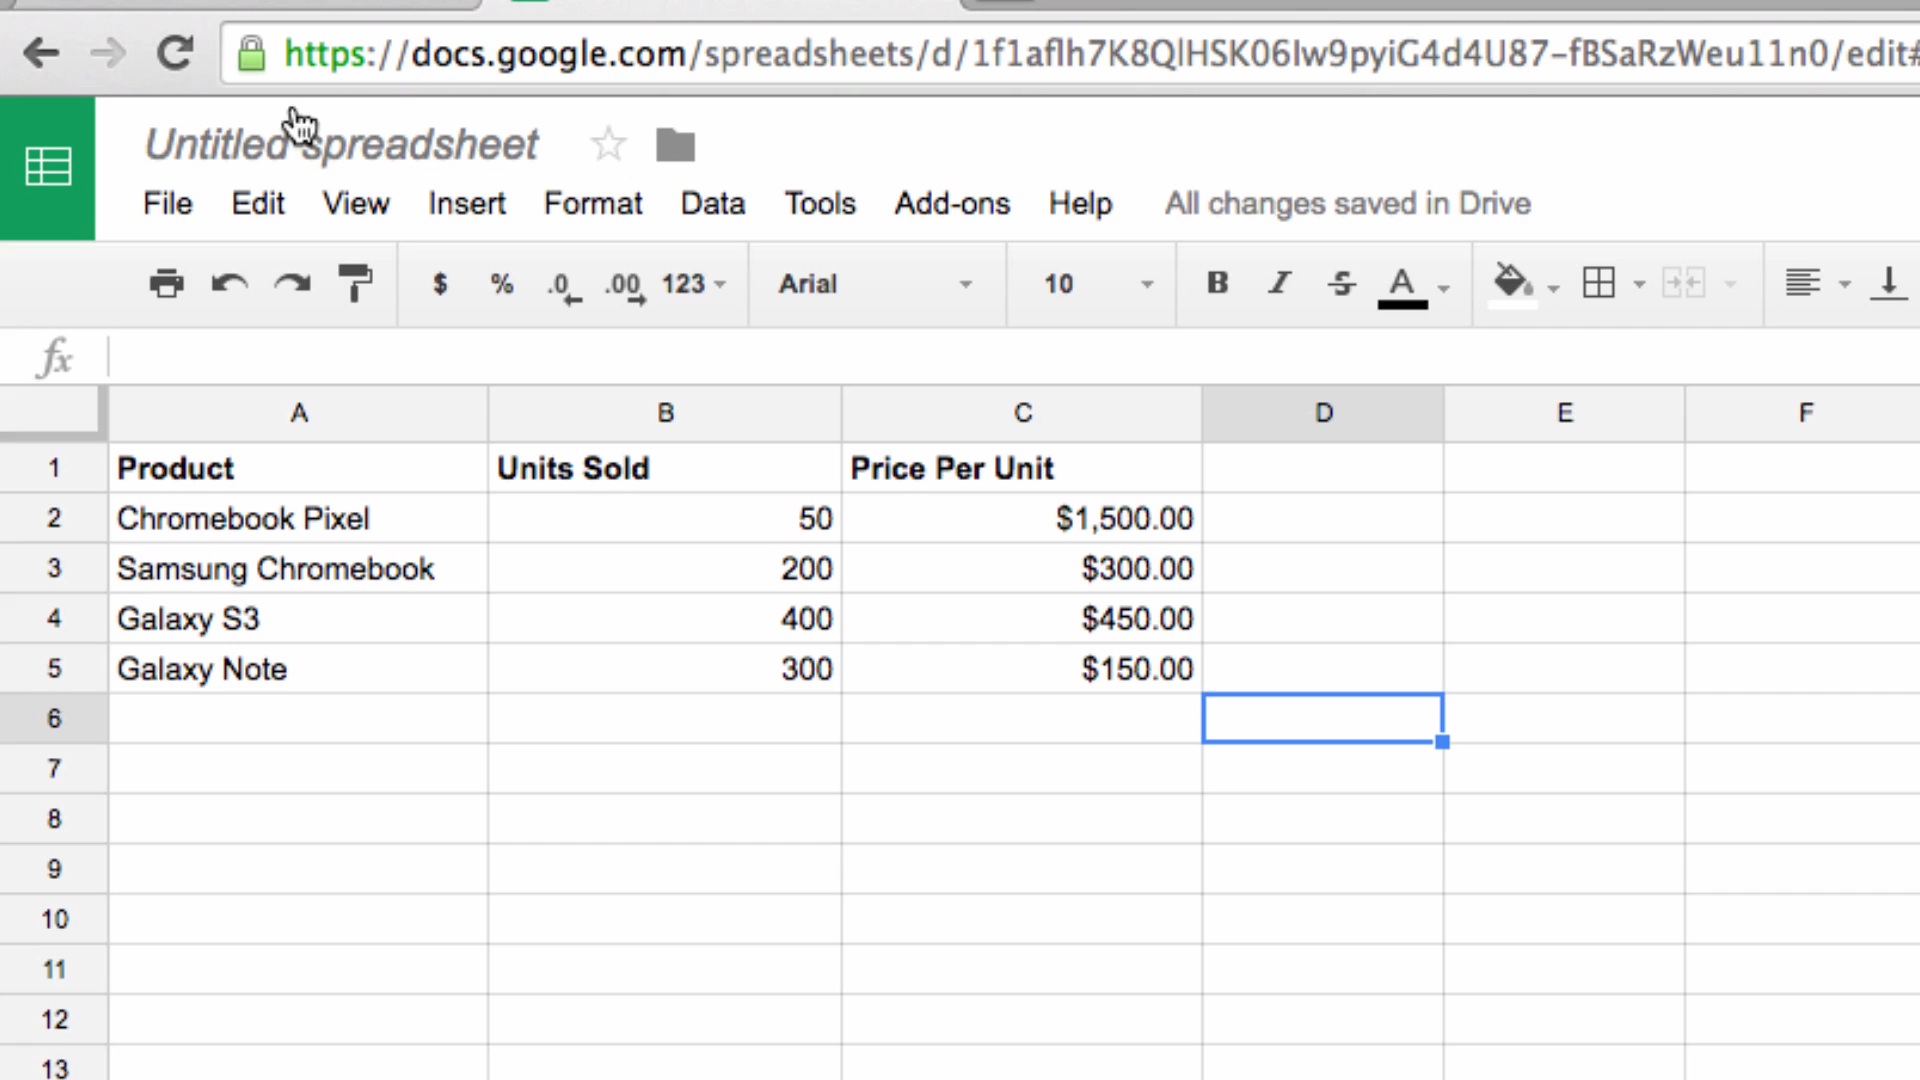 https://docs.google.com/spreadsheets/d/1f1aflh7K8QlHSK06Iw9pyiG4d4U87-fBSaRzWeu11n0/edit#
Untitled spreadsheet
File Edit View Insert Format Data Tools Add-ons Help All changes saved in Drive
$ % .0 .00 123 Arial 10 B I S A
fx
A B C D E F
1 Product Units Sold Price Per Unit
2 Chromebook Pixel 50 $1,500.00
3 Samsung Chromebook 200 $300.00
4 Galaxy S3 400 $450.00
5 Galaxy Note 300 $150.00
6
7
8
9
10
11
12
13